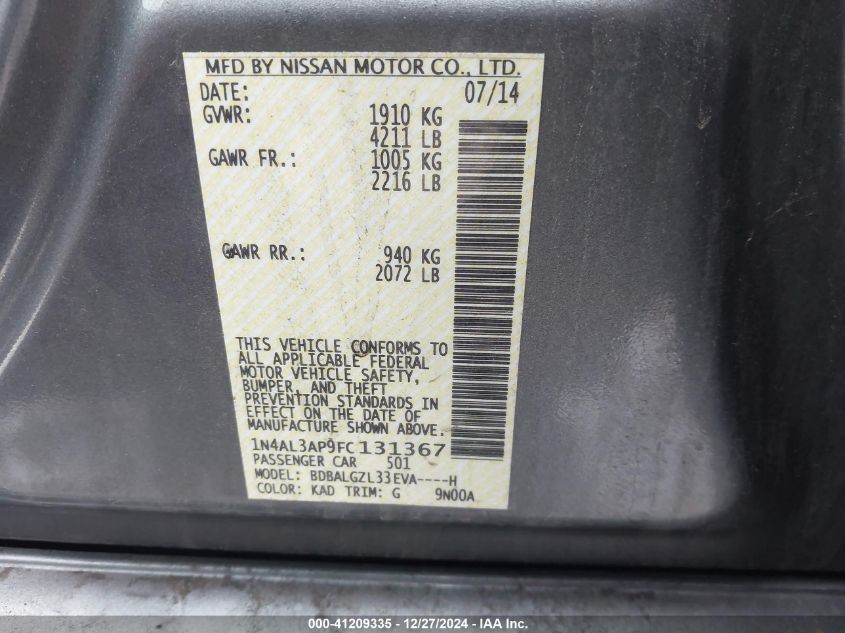 MFD BY NISSAN MOTOR CO., LTD.
DATE: 07/14
GVWR: 1910 KG
4211 LB
GAWR FR.: 1005 KG
2216 LB
GAWR RR.: 940 KG
2072 LB
THIS VEHICLE CONFORMS TO
ALL APPLICABLE FEDERAL
MOTOR VEHICLE SAFETY,
BUMPER, AND THEFT
PREVENTION STANDARDS IN
EFFECT ON THE DATE OF
MANUFACTURE SHOWN ABOVE.
1N4AL3AP9FC131367
PASSENGER CAR 501
MODEL: BDBALGZL33EVA----H
COLOR: KAD TRIM: G 9N00A
000-41209335 - 12/27/2024 - IAA Inc.